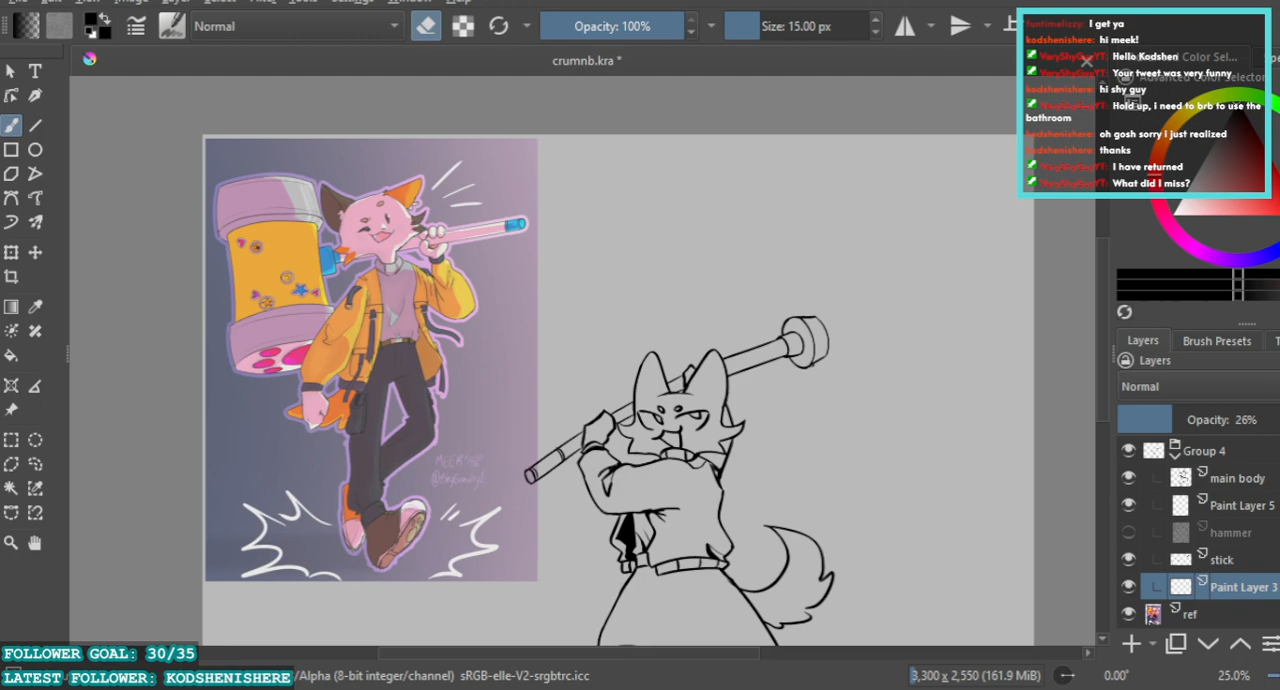 Normal
Opacity: 100%
Size: 15.00 px
crumnb.kra *
funtimelizzy: I get ya
kodshenishere: hi meek!
VeryShyGuyYT: Hello Kodshen
VeryShyGuyYT: Your tweet was very funny
kodshenishere: hi shy guy
VeryShyGuyYT: Hold up, i need to brb to use the
bathroom
kodshenishere: oh gosh sorry i just realized
kodshenishere: thanks
VeryShyGuyYT: I have returned
VeryShyGuyYT: What did I miss?
Color Sel...
Advanced Color Selector
Layers
Brush Presets
Layers
Normal
Opacity: 26%
Group 4
main body
Paint Layer 5
hammer
stick
Paint Layer 3
ref
FOLLOWER GOAL: 30/35
LATEST FOLLOWER: KODSHENISHERE
/Alpha (8-bit integer/channel) sRGB-elle-V2-srgbtrc.icc
3,300 x 2,550 (161.9 MiB)
0.00°
25.0%